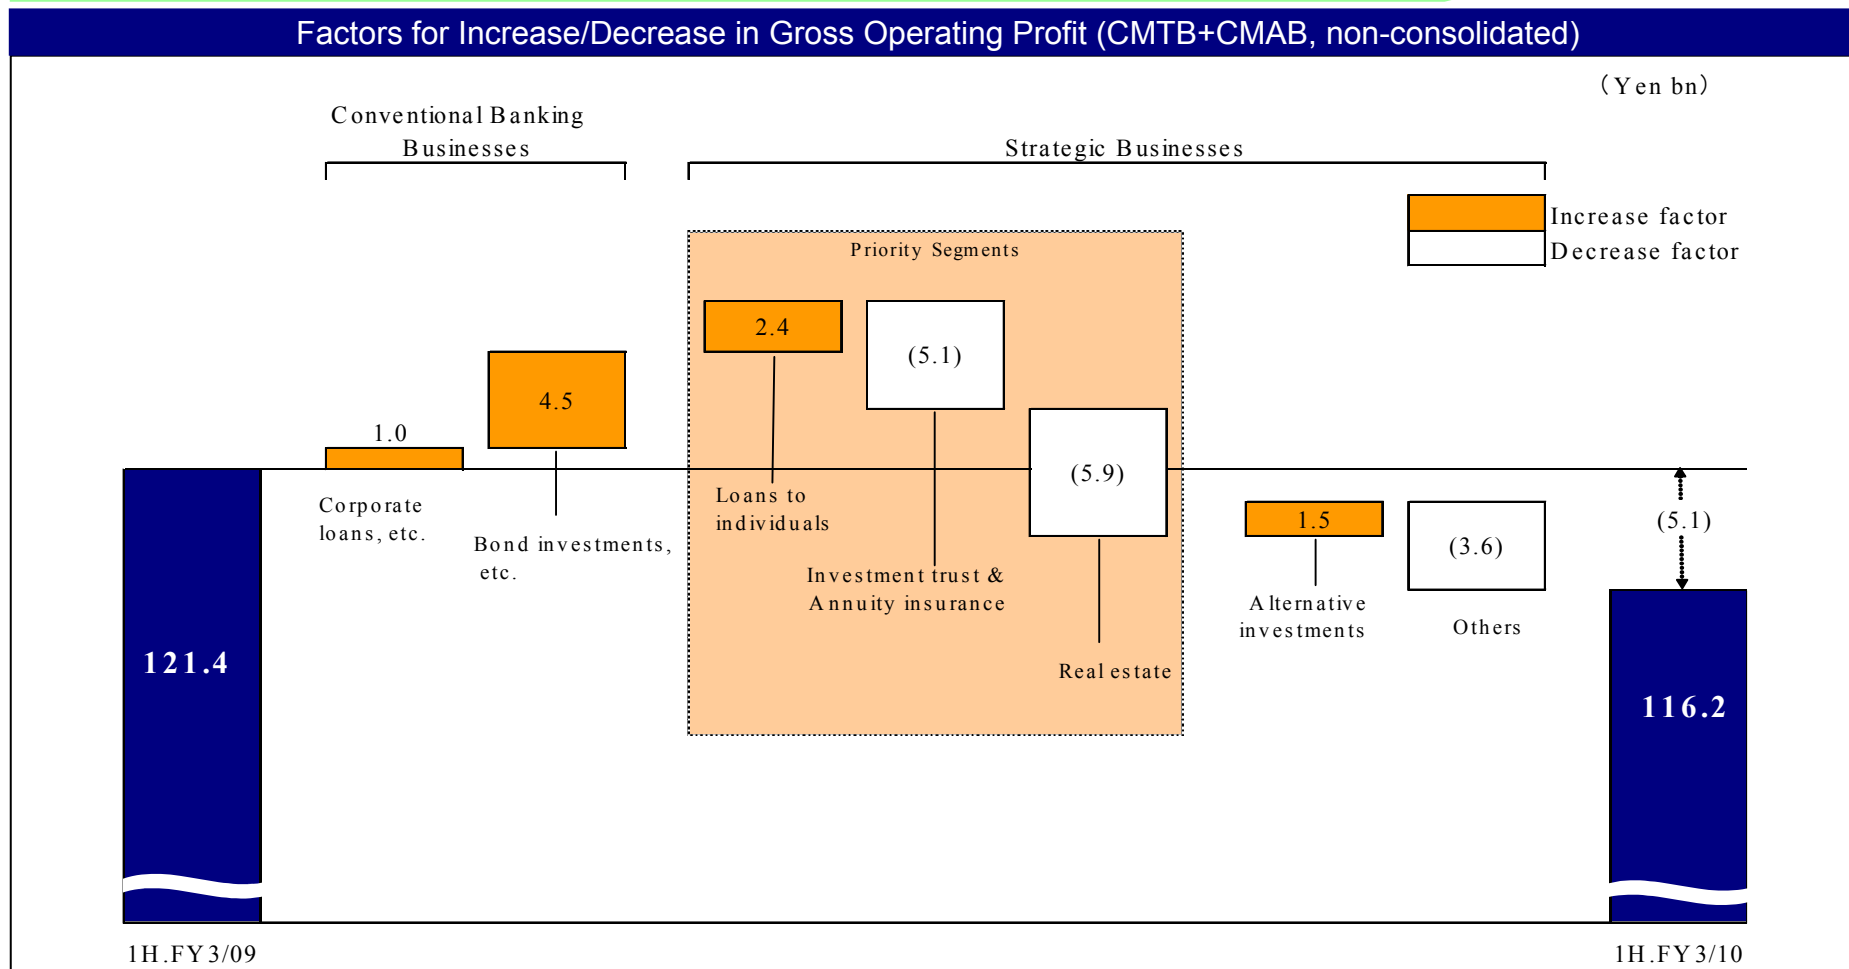 Factors for Increase/Decrease in Gross Operating Profit (CMTB+CMAB, non-consolidated)
(Yen bn)
Conventional Banking
Businesses
Strategic Businesses
Increase factor
Decrease factor
Priority Segments
2.4
(5.1)
4.5
1.0
(5.9)
Loans to
individuals
Corporate
loans, etc.
Bond investments,
etc.
1.5
(3.6)
(5.1)
Investment trust &
Annuity insurance
Alternative
investments
Others
Real estate
121.4
116.2
1H.FY3/09
1H.FY3/10